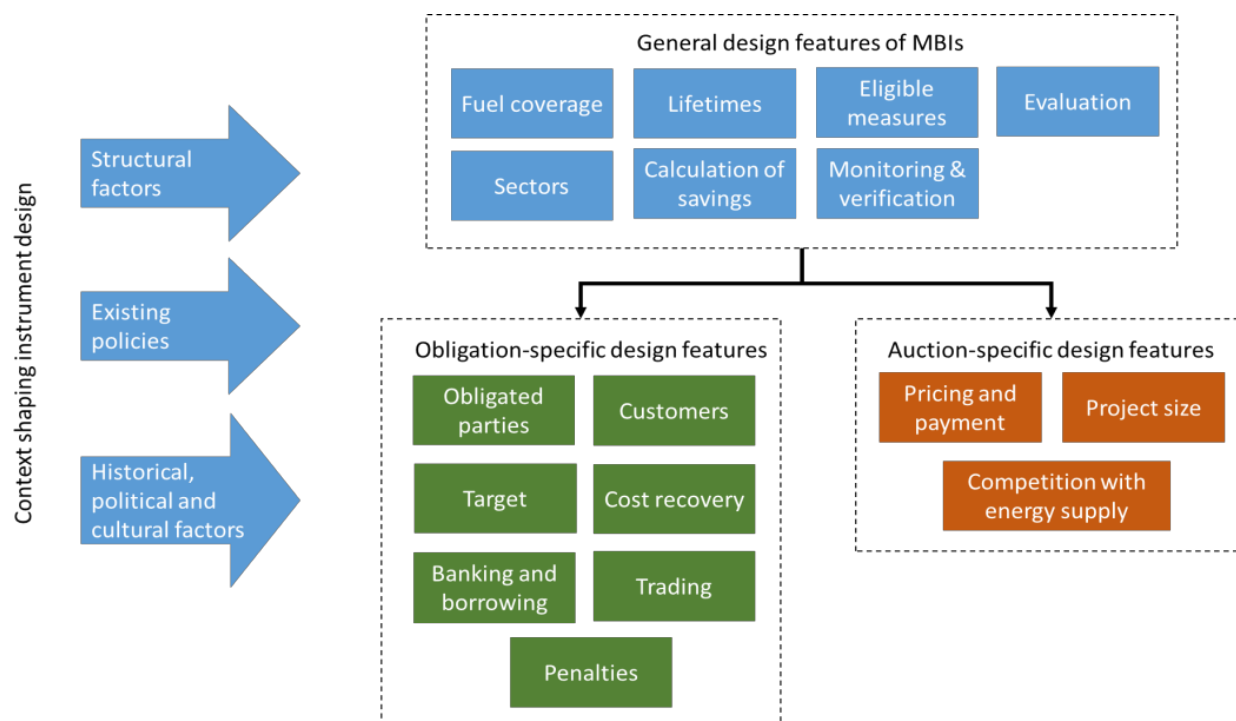 Context shaping instrument design
Structural
factors
Existing
policies
Historical,
political and
cultural factors
General design features of MBIs
Fuel coverage
Lifetimes
Eligible
measures
Evaluation
Sectors
Calculation of
savings
Monitoring &
verification
Obligation-specific design features
Obligated
parties
Customers
Target
Cost recovery
Banking and
borrowing
Trading
Penalties
Auction-specific design features
Pricing and
payment
Project size
Competition with
energy supply